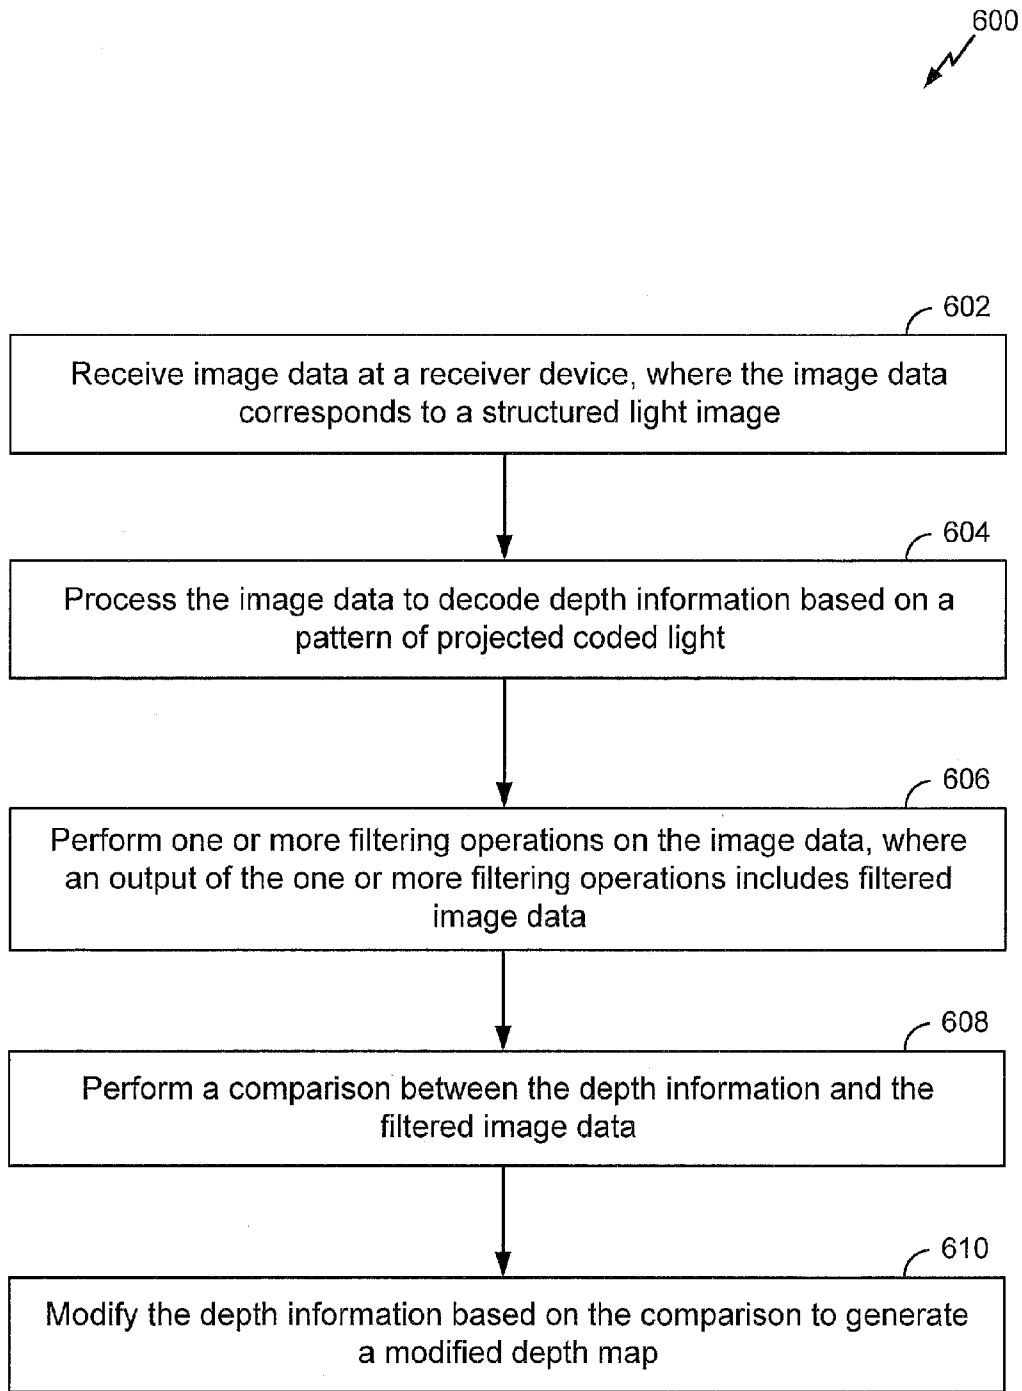 600
602
Receive image data at a receiver device, where the image data
corresponds to a structured light image
604
Process the image data to decode depth information based on a
pattern of projected coded light
606
Perform one or more filtering operations on the image data, where
an output of the one or more filtering operations includes filtered
image data
608
Perform a comparison between the depth information and the
filtered image data
610
Modify the depth information based on the comparison to generate
a modified depth map